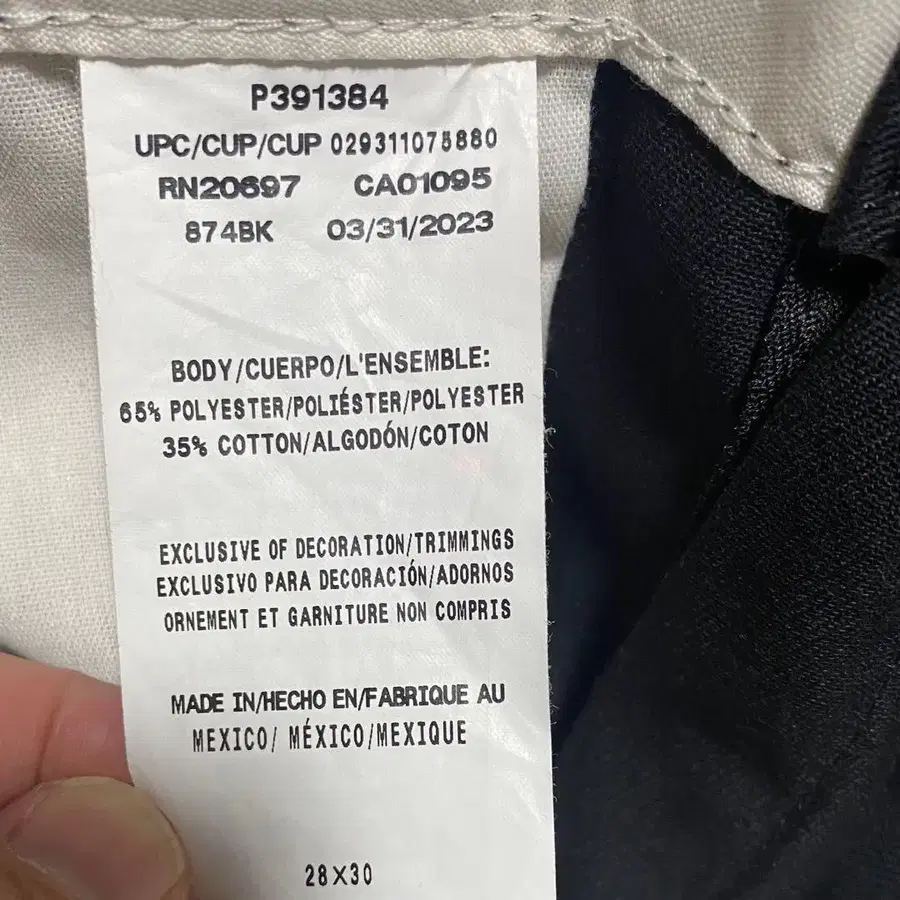 P391384
UPC/CUP/CUP 029311075880
RN20697 CA01095
874BK 03/31/2023
BODY/CUERPO/L'ENSEMBLE:
65% POLYESTER/POLIÉSTER/POLYESTER
35% COTTON/ALGODÓN/COTON
EXCLUSIVE OF DECORATION/TRIMMINGS
EXCLUSIVO PARA DECORACIÓN/ADORNOS
ORNEMENT ET GARNITURE NON COMPRIS
MADE IN/HECHO EN/FABRIQUE AU
MEXICO/ MÉXICO/MEXIQUE
28X30